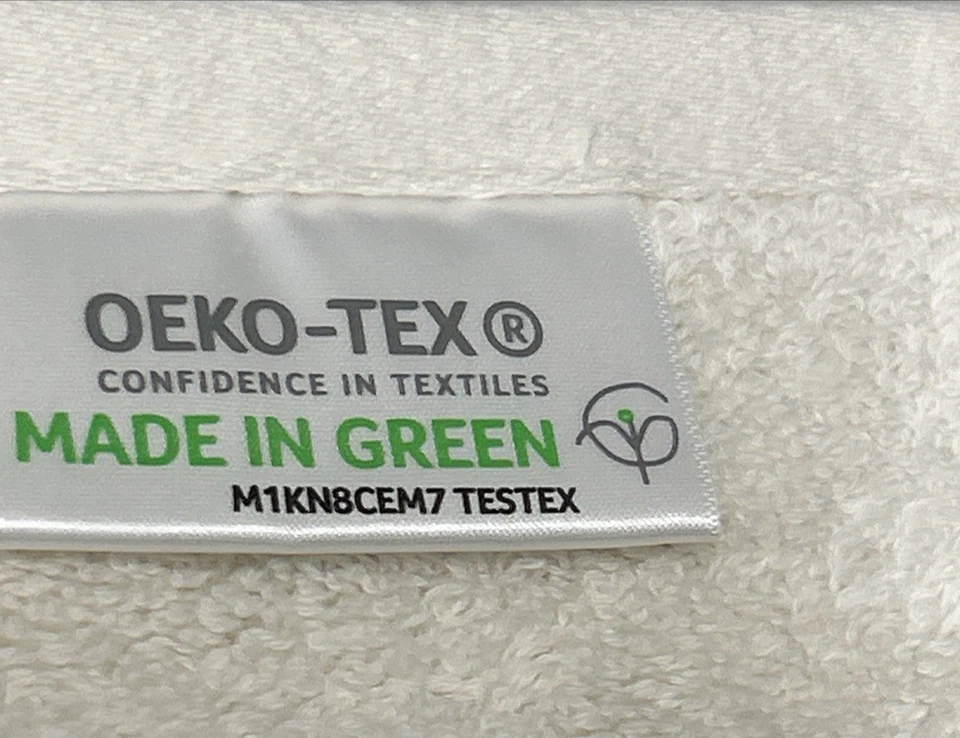 OEKO-TEX®
CONFIDENCE IN TEXTILES
MADE IN GREEN
M1KN8CEM7 TESTEX